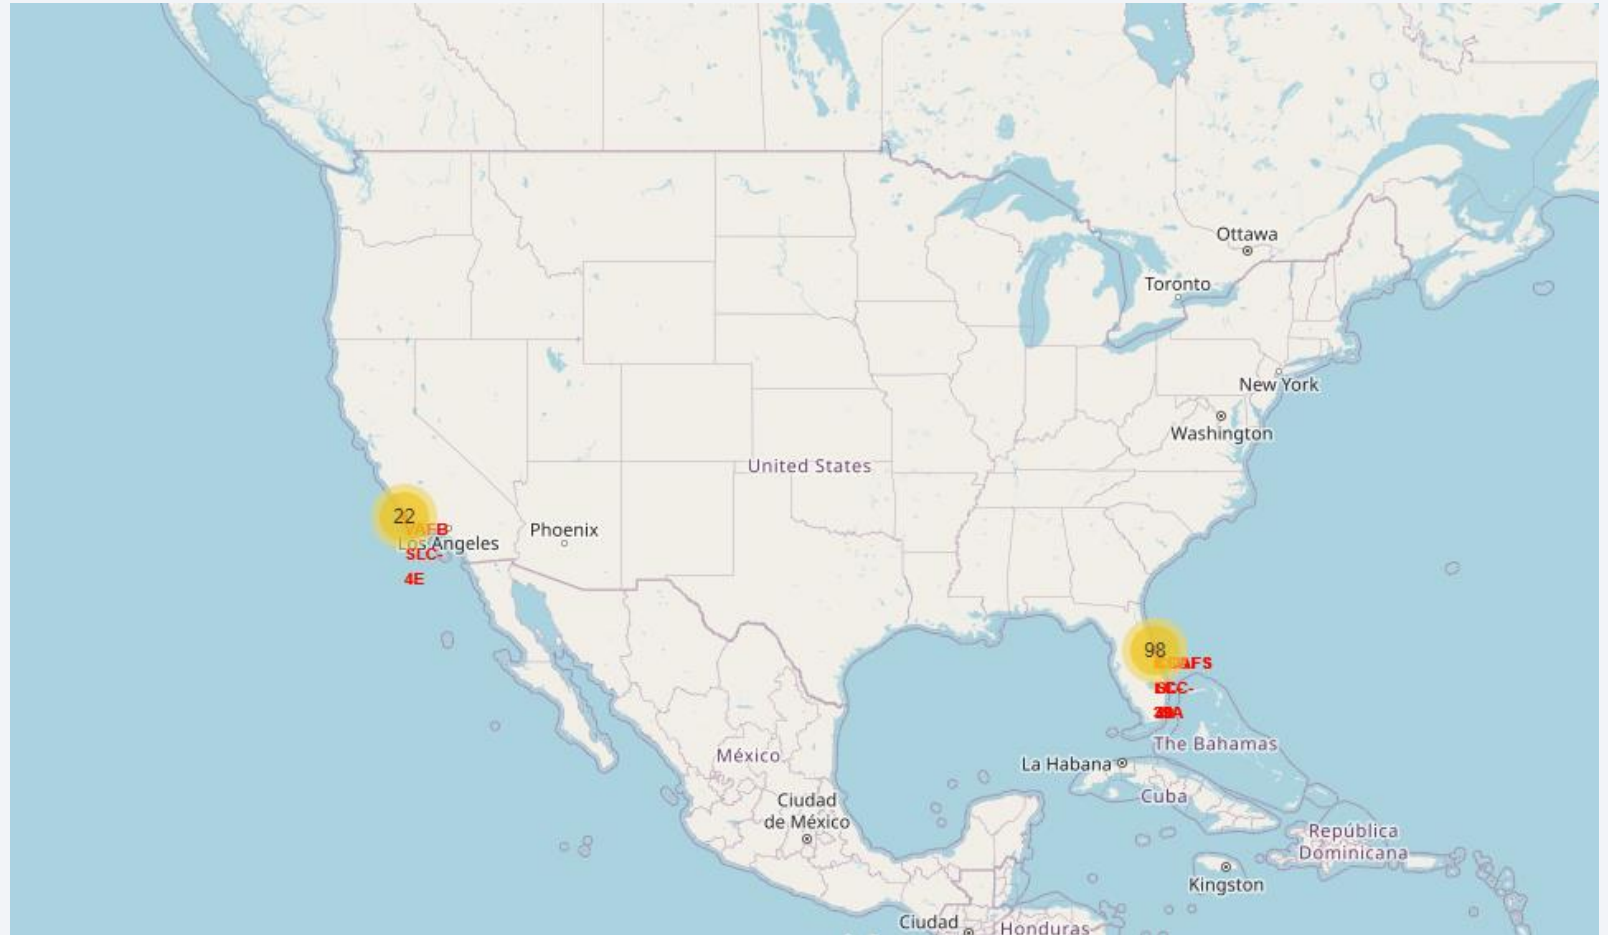 Ottawa
Toronto
New York
Washington
United States
22
VAFB
Los Angeles
SLC-
4E
Phoenix
98
The Bahamas
México
La Habana
Ciudad
de México
Cuba
República
Dominicana
Kingston
Ciudad
Honduras